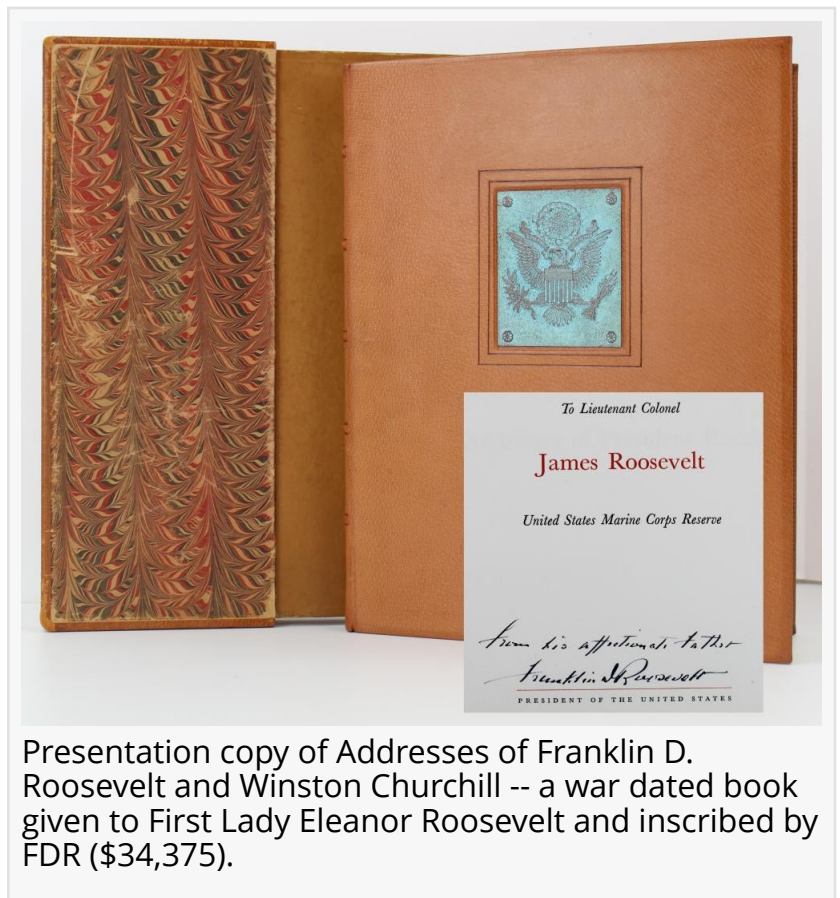 To Lieutenant Colonel
James Roosevelt
United States Marine Corps Reserve
from his affectionate father
Franklin D Roosevelt
PRESIDENT OF THE UNITED STATES
Presentation copy of Addresses of Franklin D.
Roosevelt and Winston Churchill -- a war dated book
given to First Lady Eleanor Roosevelt and inscribed by
FDR ($34,375).